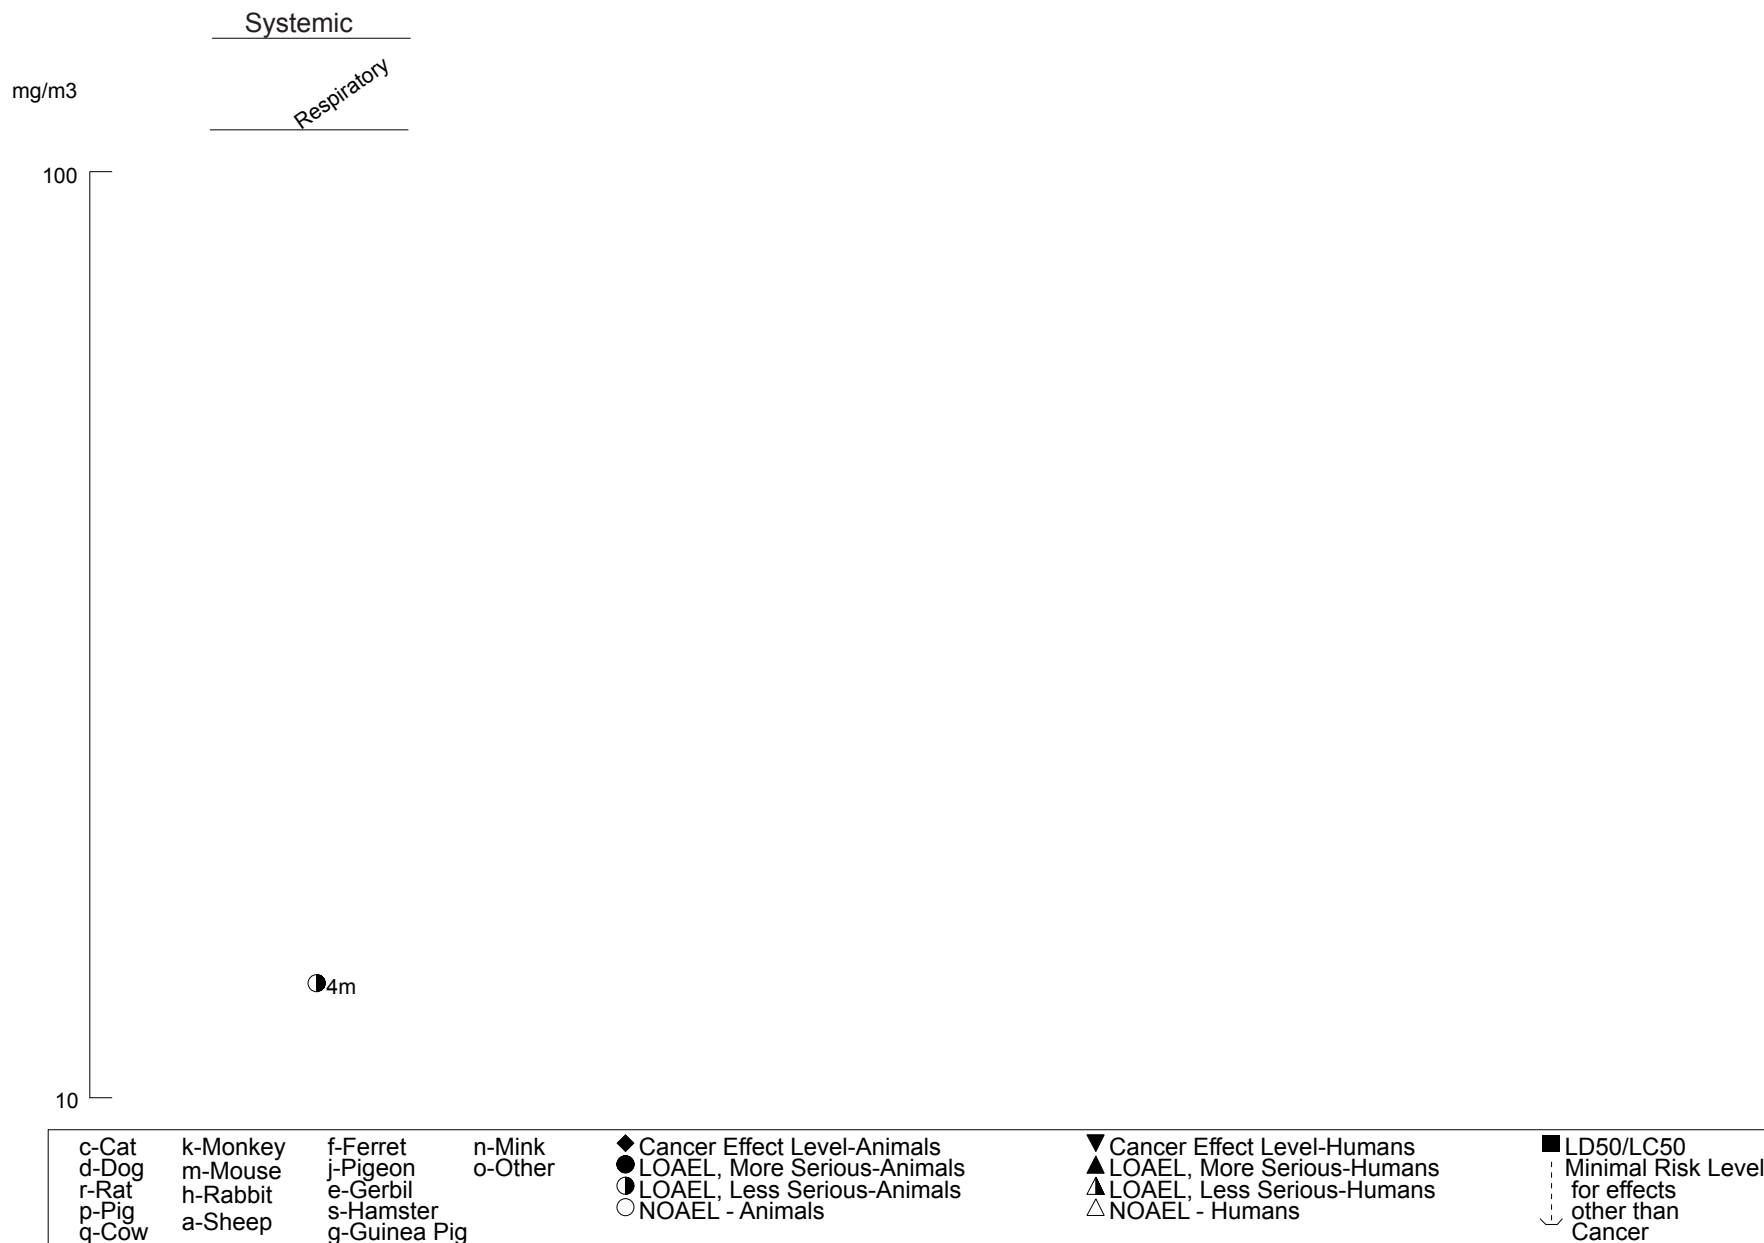 Systemic
mg/m3
Respiratory
100
4m
10
c-Cat k-Monkey f-Ferret n-Mink
d-Dog m-Mouse j-Pigeon o-Other
r-Rat h-Rabbit e-Gerbil
p-Pig a-Sheep s-Hamster
q-Cow g-Guinea Pig
Cancer Effect Level-Animals
LOAEL, More Serious-Animals
LOAEL, Less Serious-Animals
NOAEL - Animals
Cancer Effect Level-Humans
LOAEL, More Serious-Humans
LOAEL, Less Serious-Humans
NOAEL - Humans
LD50/LC50
Minimal Risk Level
for effects
other than
Cancer